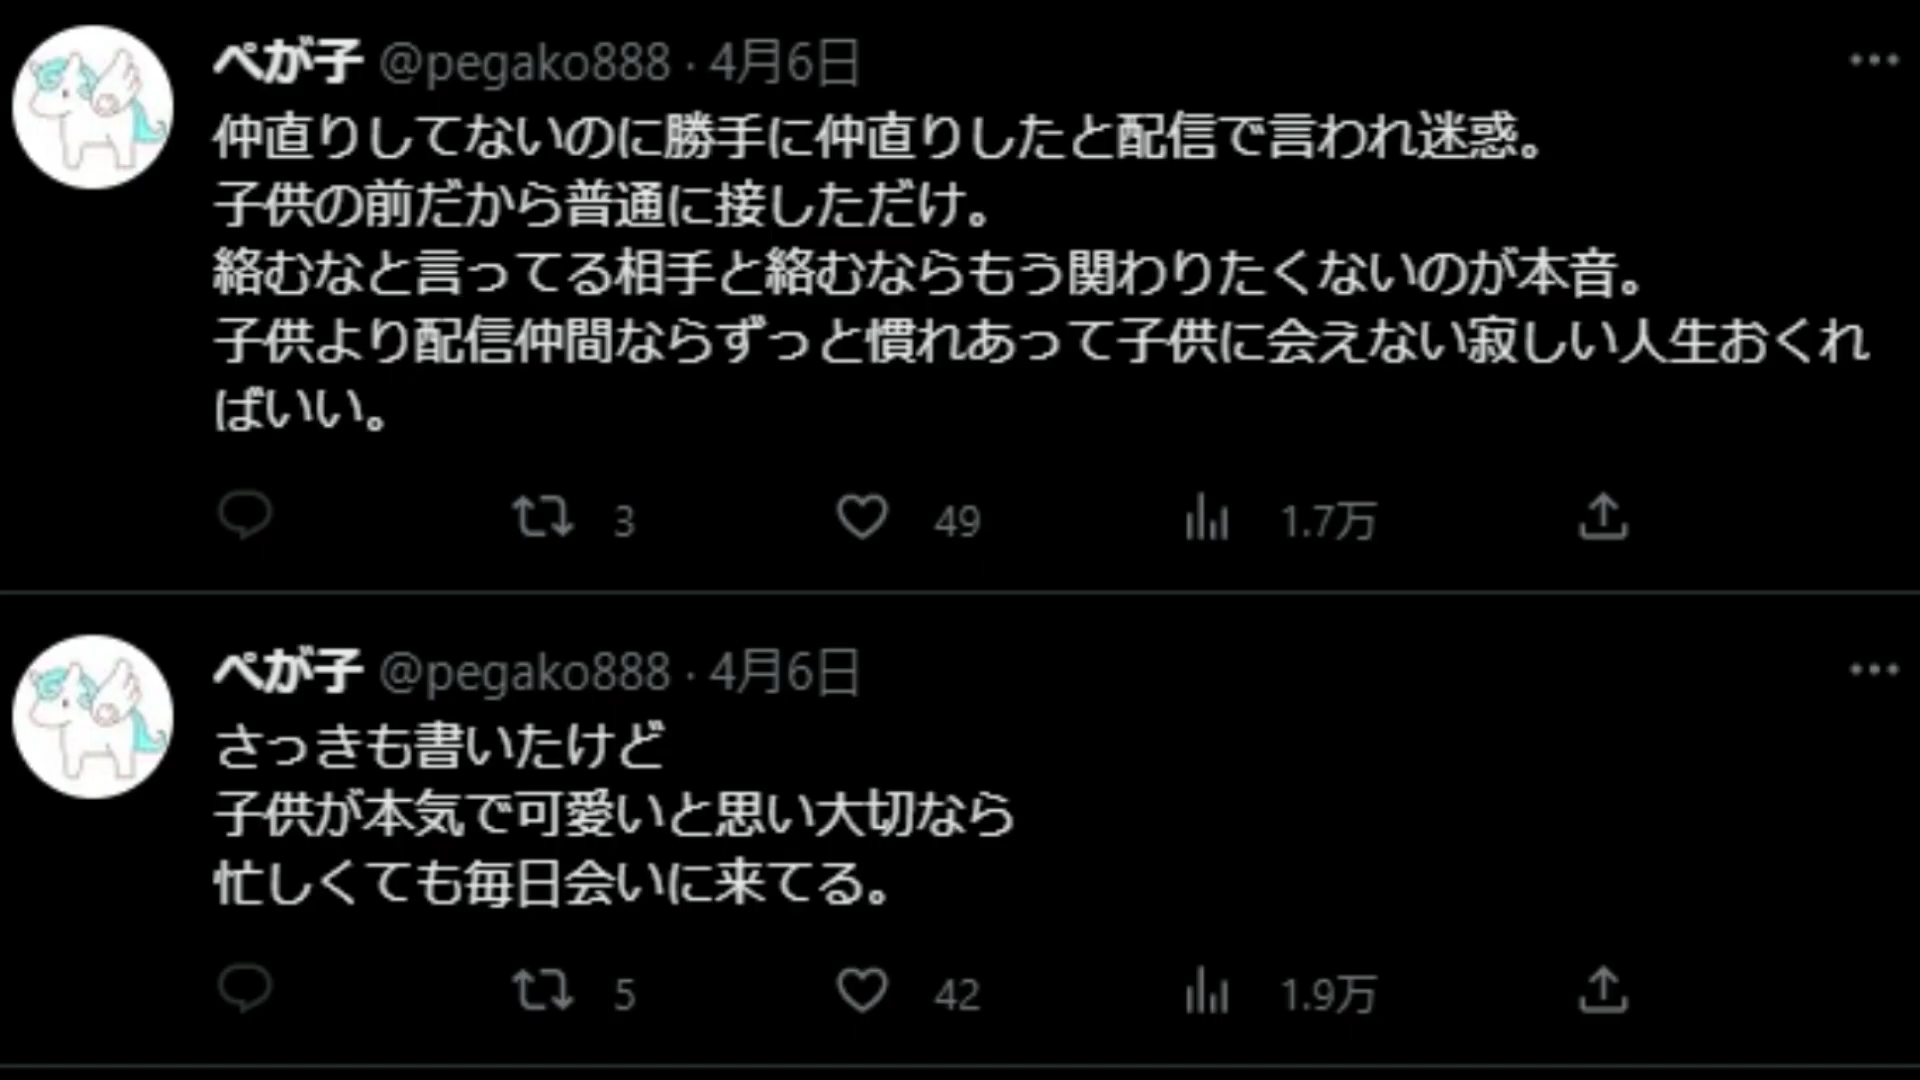 ぺが子 @pegako888 · 4月6日
仲直りしてないのに勝手に仲直りしたと配信で言われ迷惑。
子供の前だから普通に接しただけ。
絡むなと言ってる相手と絡むならもう関わりたくないのが本音。
子供より配信仲間ならずっと慣れあって子供に会えない寂しい人生おくれ
ばいい。
3 49 1.7万
ぺが子 @pegako888 · 4月6日
さっきも書いたけど
子供が本気で可愛いと思い大切なら
忙しくても毎日会いに来てる。
5 42 1.9万